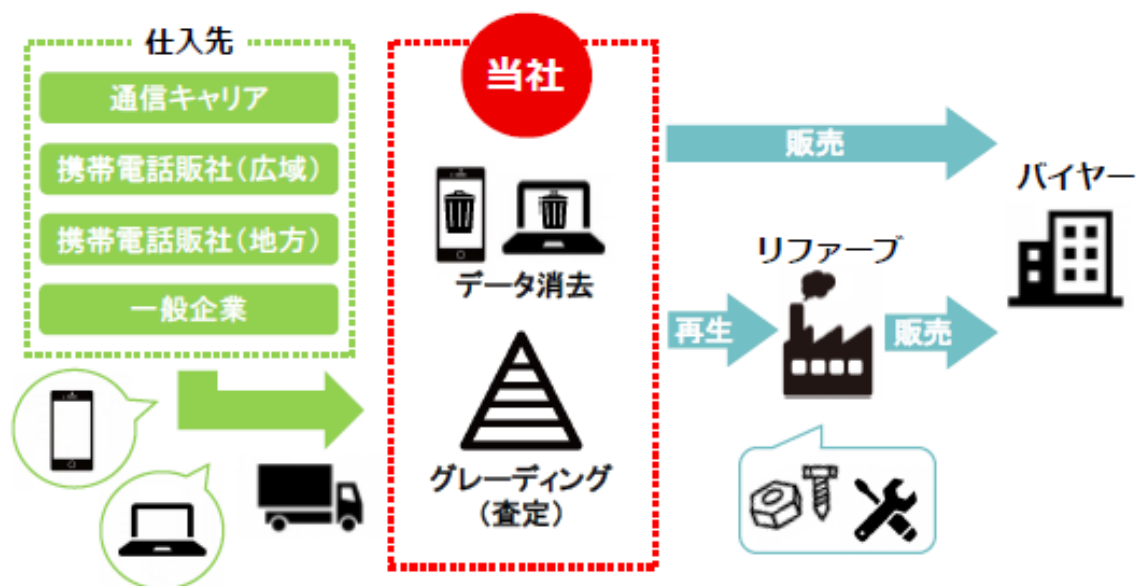 仕入先
通信キャリア
携帯電話販社(広域)
携帯電話販社(地方)
一般企業
当社
データ消去
グレーディング
(査定)
販売
再生
リファーブ
販売
バイヤー